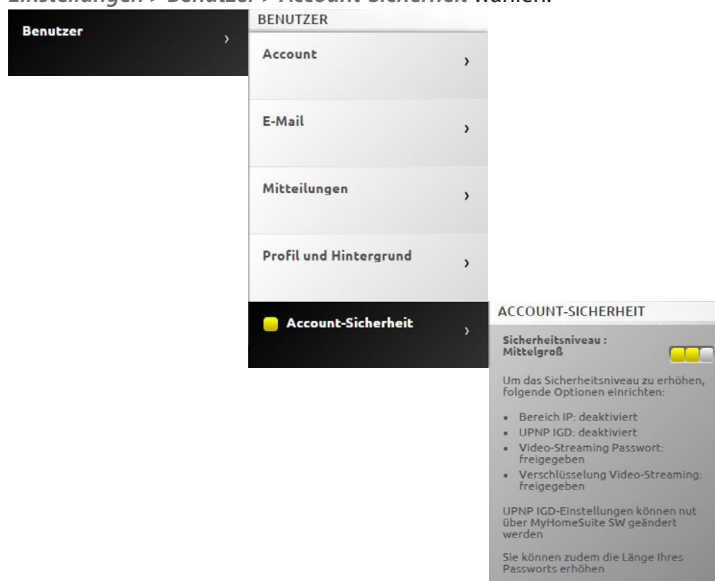 Einstellungen > Benutzer > Account-Sicherheit wählen.
Benutzer
BENUTZER
Account
E-Mail
Mitteilungen
Profil und Hintergrund
Account-Sicherheit
ACCOUNT-SICHERHEIT
Sicherheitsniveau :
Mittelgroß
Um das Sicherheitsniveau zu erhöhen,
folgende Optionen einrichten:
• Bereich IP: deaktiviert
• UPNP IGD: deaktiviert
• Video-Streaming Passwort:
freigegeben
• Verschlüsselung Video-Streaming:
freigegeben
UPNP IGD-Einstellungen können nut
über MyHomeSuite SW geändert
werden
Sie können zudem die Länge Ihres
Passworts erhöhen